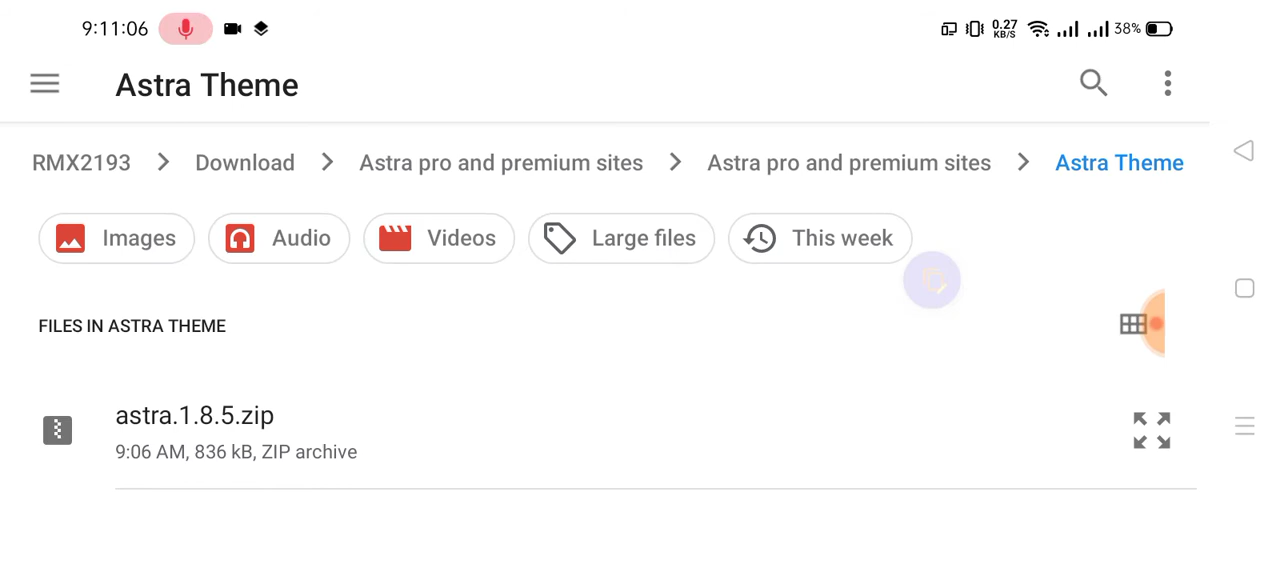 9:11:06 0.27 KB/S 38%
Astra Theme
RMX2193 Download Astra pro and premium sites Astra pro and premium sites Astra Theme
Images Audio Videos Large files This week
FILES IN ASTRA THEME
astra.1.8.5.zip
9:06 AM, 836 kB, ZIP archive